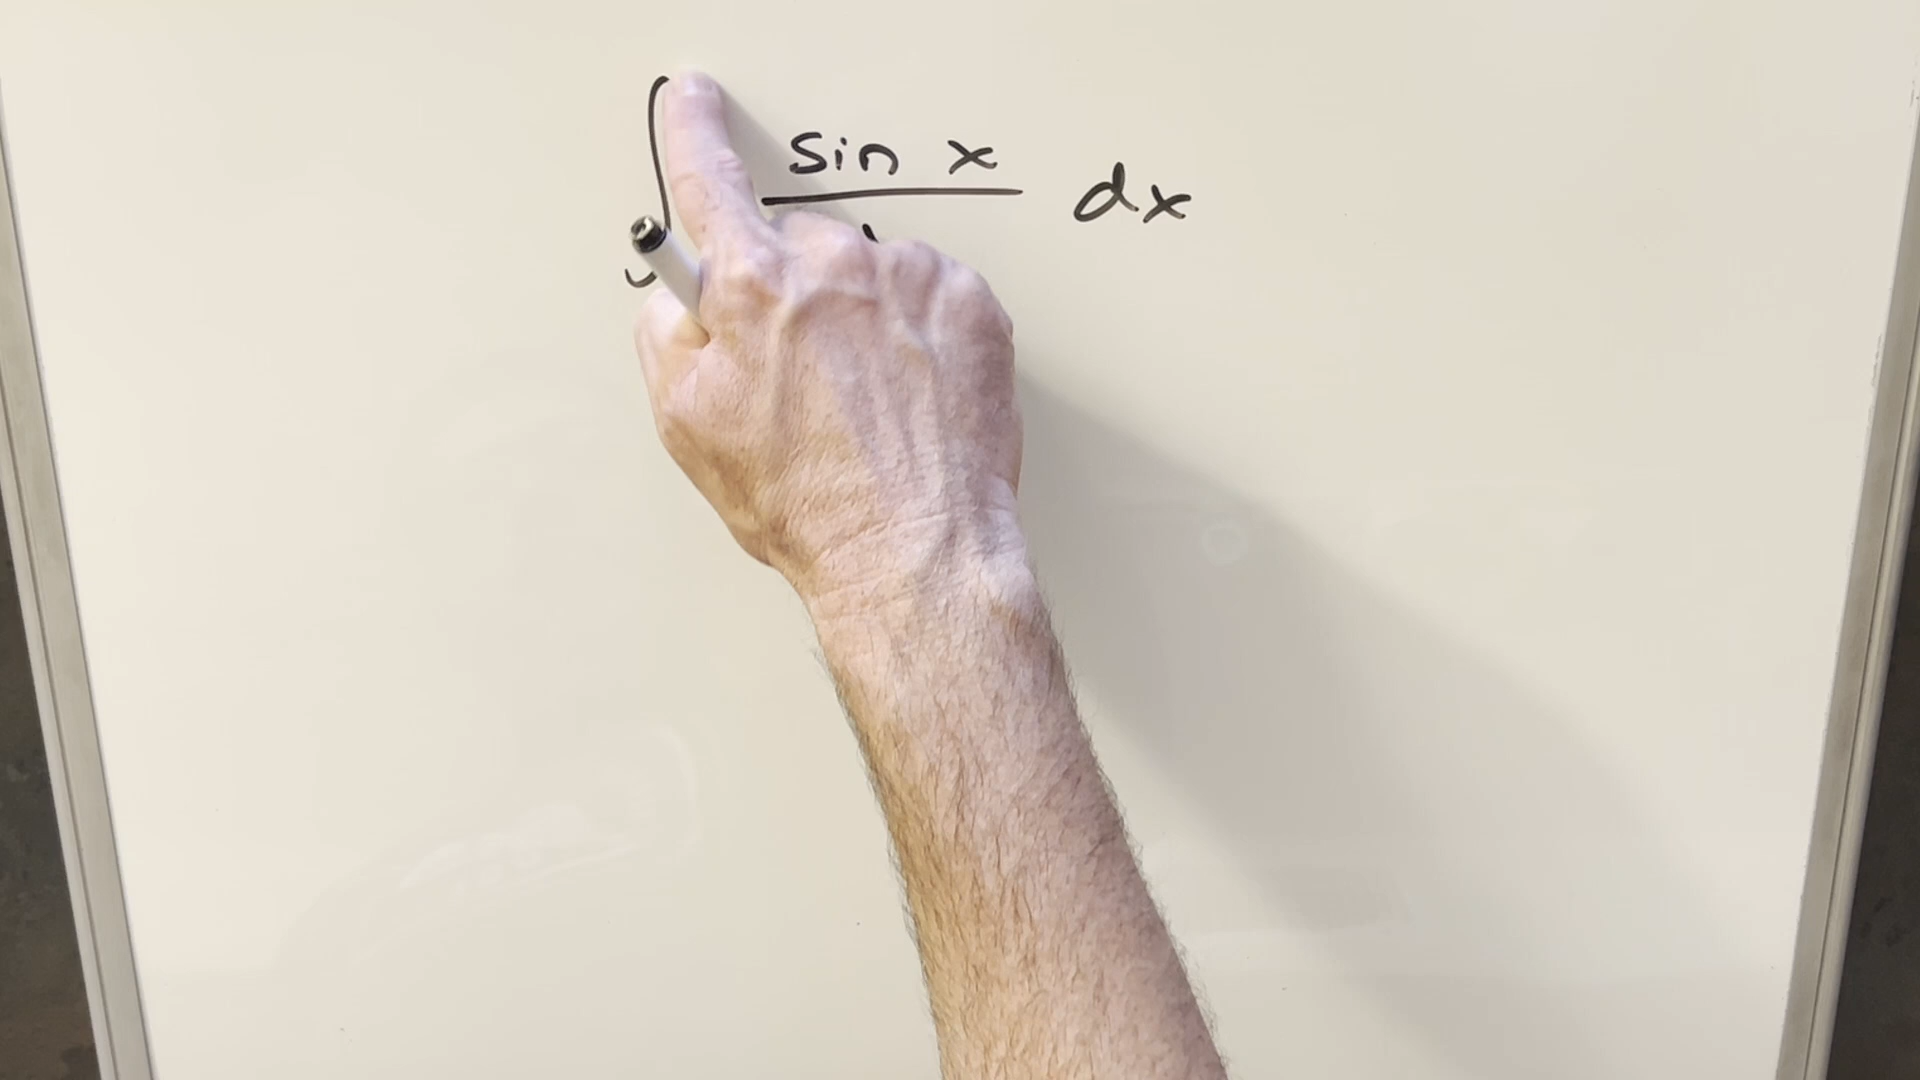 ∫ sin x dx